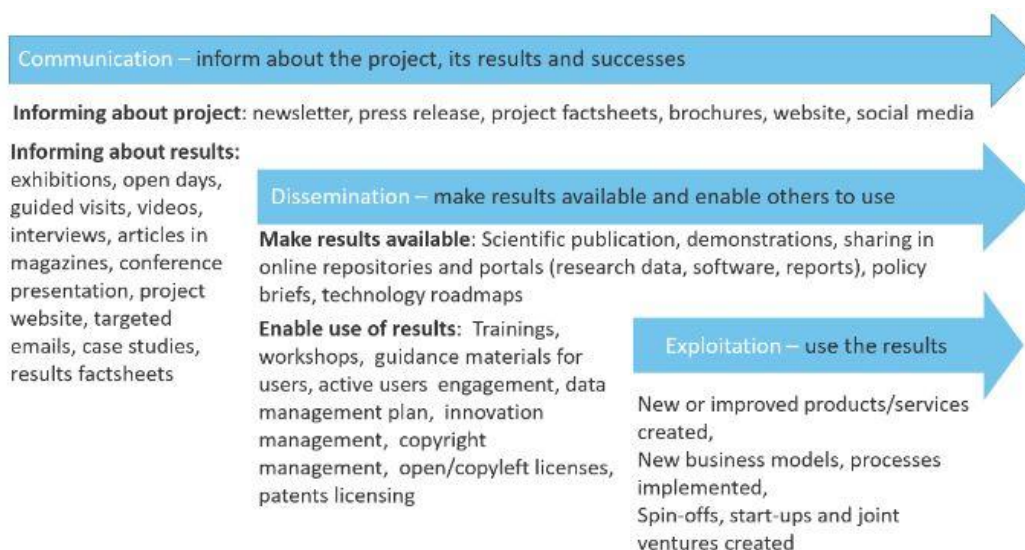 Communication – inform about the project, its results and successes
Informing about project: newsletter, press release, project factsheets, brochures, website, social media
Informing about results:
exhibitions, open days,
guided visits, videos,
interviews, articles in
magazines, conference
presentation, project
website, targeted
emails, case studies,
results factsheets
Dissemination – make results available and enable others to use
Make results available: Scientific publication, demonstrations, sharing in
online repositories and portals (research data, software, reports), policy
briefs, technology roadmaps
Enable use of results: Trainings,
workshops, guidance materials for
users, active users engagement, data
management plan, innovation
management, copyright
management, open/copyleft licenses,
patents licensing
Exploitation – use the results
New or improved products/services
created,
New business models, processes
implemented,
Spin-offs, start-ups and joint
ventures created